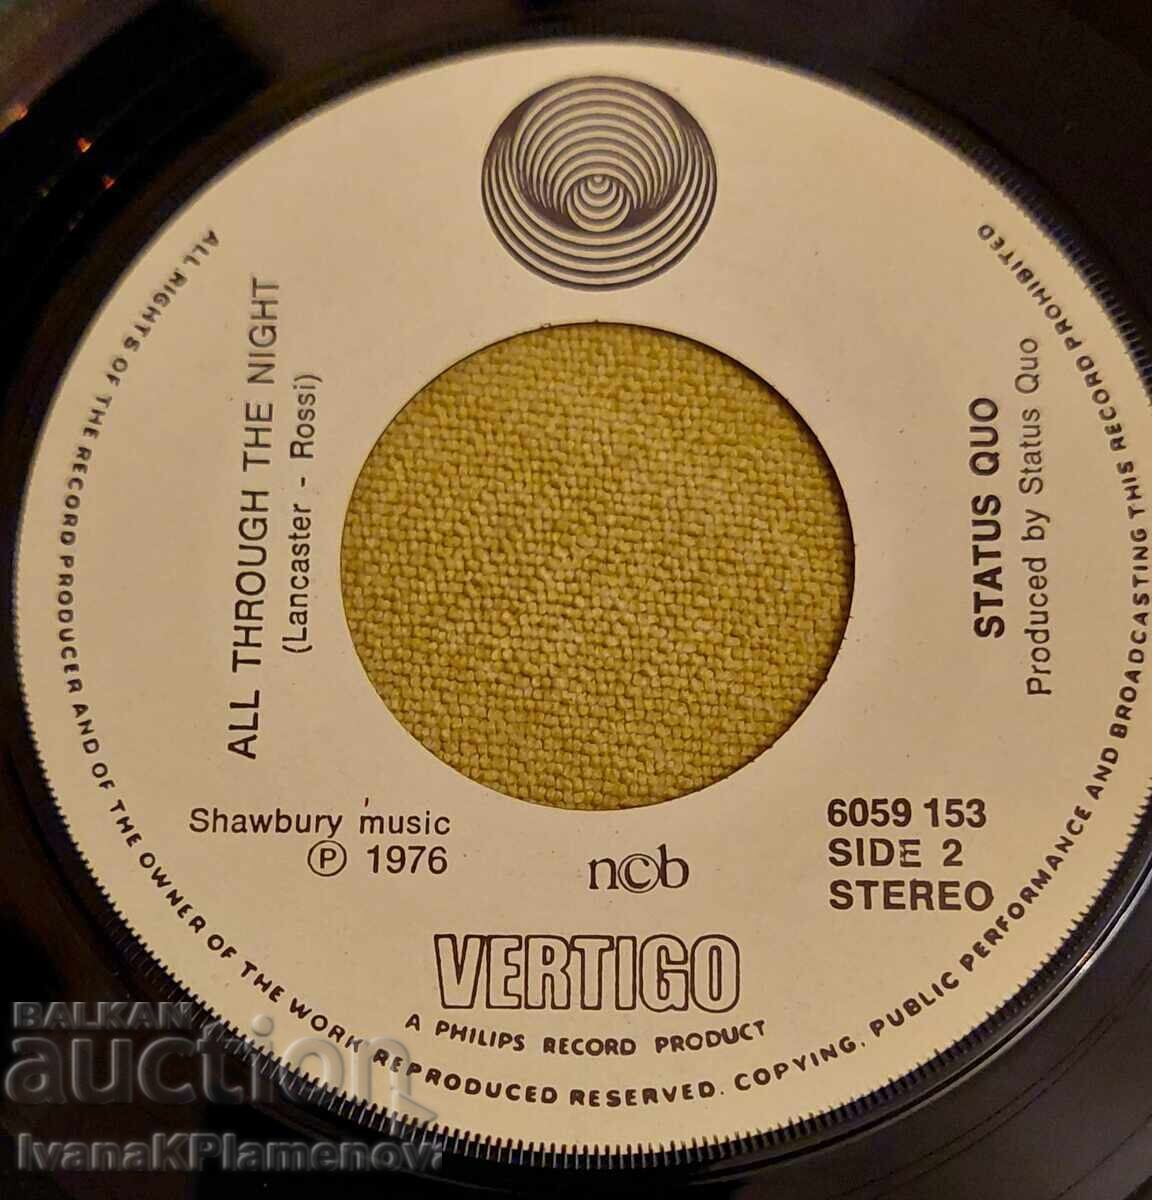 ALL THROUGH THE NIGHT
(Lancaster - Rossi)
STATUS QUO
Produced by Status Quo
Shawbury music
Ⓟ 1976
n©b
6059 153
SIDE 2
STEREO
VERTIGO
A PHILIPS RECORD PRODUCT
ALL RIGHTS OF THE RECORD PRODUCER AND OF THE OWNER OF THE WORK REPRODUCED RESERVED. COPYING, PUBLIC PERFORMANCE AND BROADCASTING THIS RECORD PROHIBITED
BALKAN
auction
IvanaKPlamenov